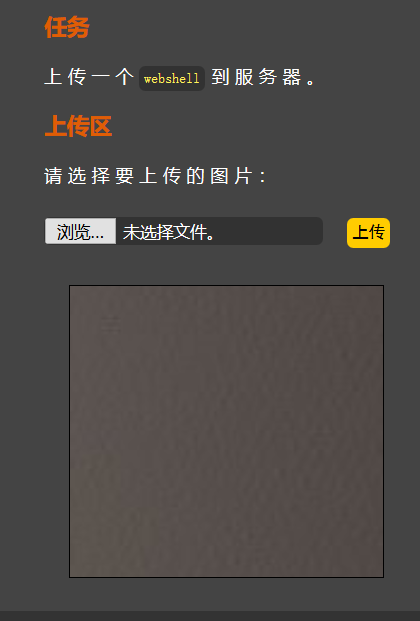 任务
上传一个 webshell 到服务器。
上传区
请选择要上传的图片：
浏览... 未选择文件。 上传